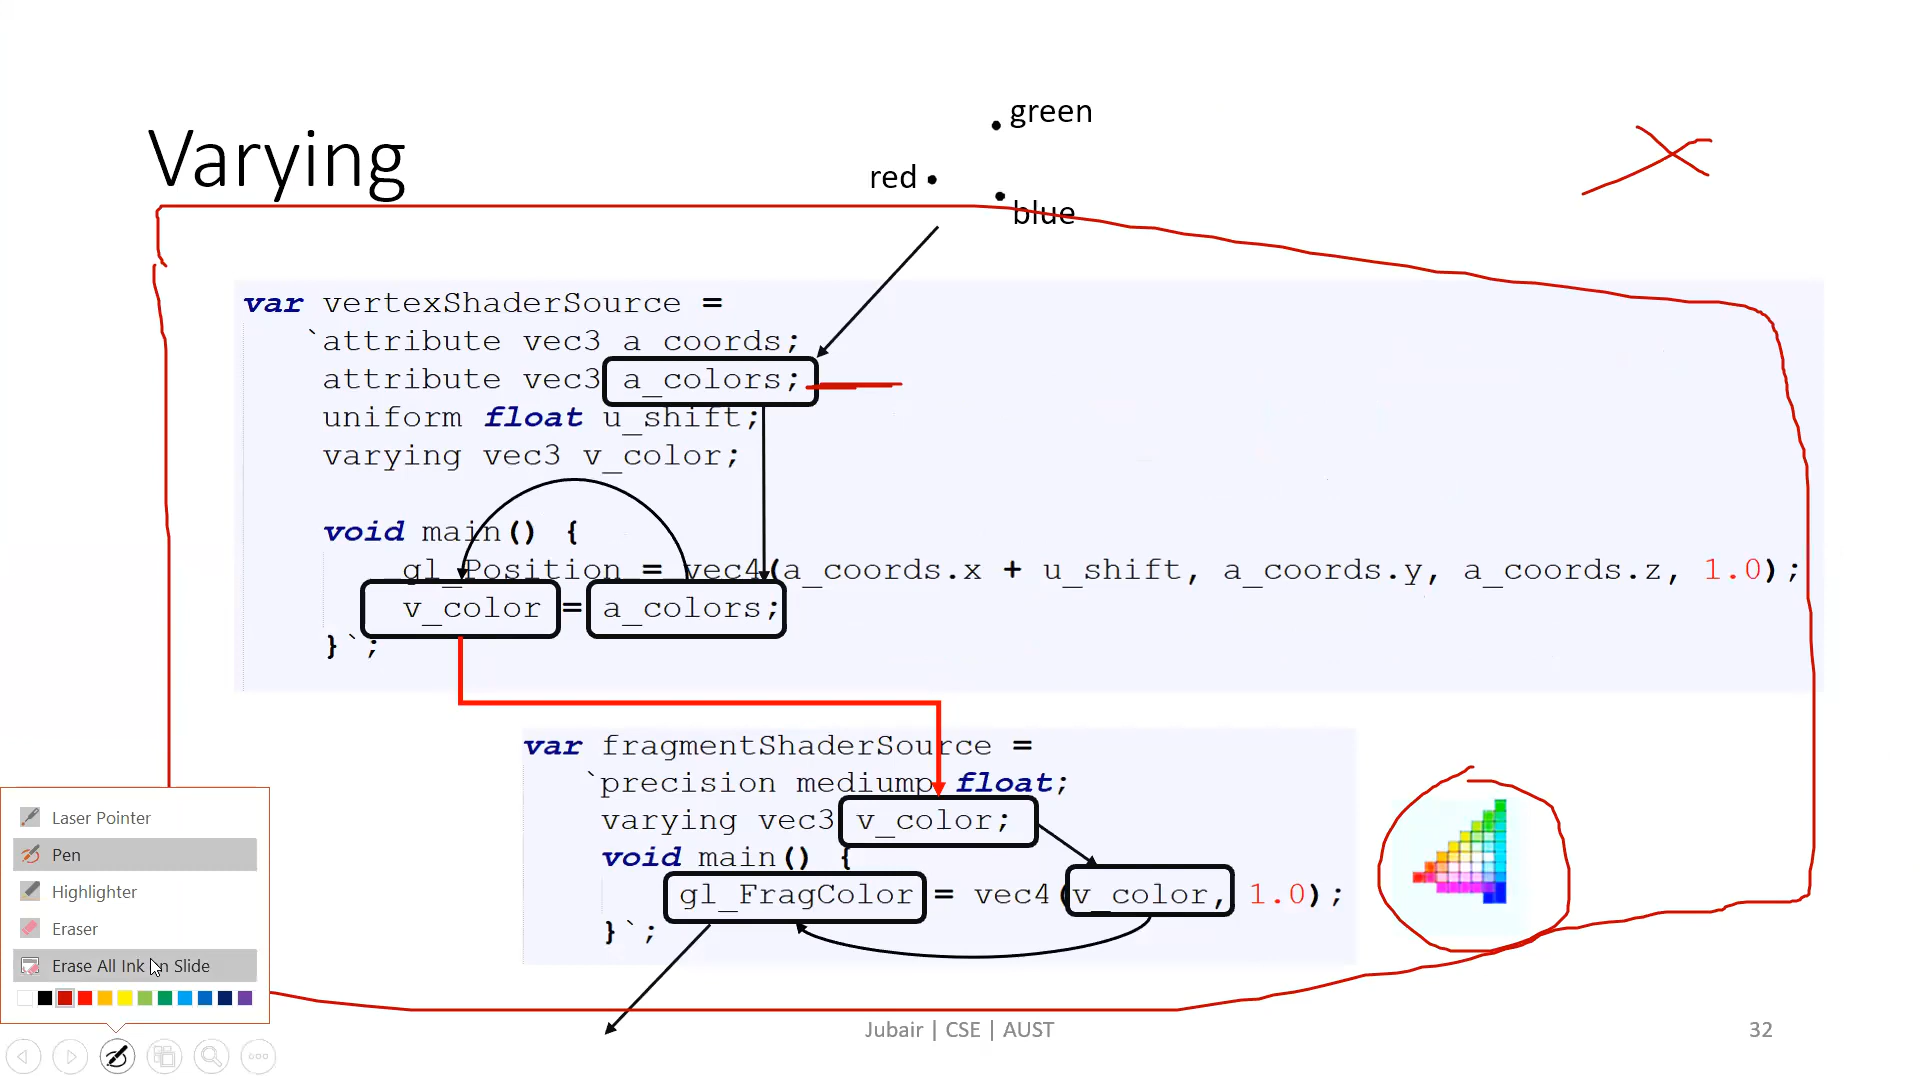 Varying
green
red
blue
var vertexShaderSource =
`attribute vec3 a_coords;
attribute vec3 a_colors;
uniform float u_shift;
varying vec3 v_color;
void main() {
gl_Position = vec4(a_coords.x + u_shift, a_coords.y, a_coords.z, 1.0);
v_color = a_colors;
}`;
var fragmentShaderSource =
`precision mediump float;
varying vec3 v_color;
void main() {
gl_FragColor = vec4(v_color, 1.0);
}`;
Laser Pointer
Pen
Highlighter
Eraser
Erase All Ink on Slide
Jubair | CSE | AUST
32